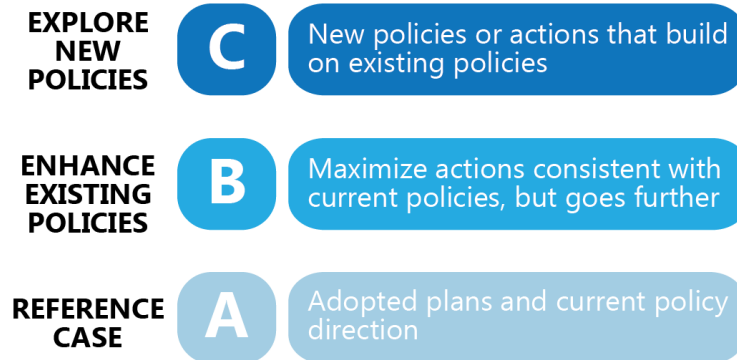 EXPLORE
NEW
POLICIES
C
New policies or actions that build
on existing policies
ENHANCE
EXISTING
POLICIES
B
Maximize actions consistent with
current policies, but goes further
REFERENCE
CASE
A
Adopted plans and current policy
direction